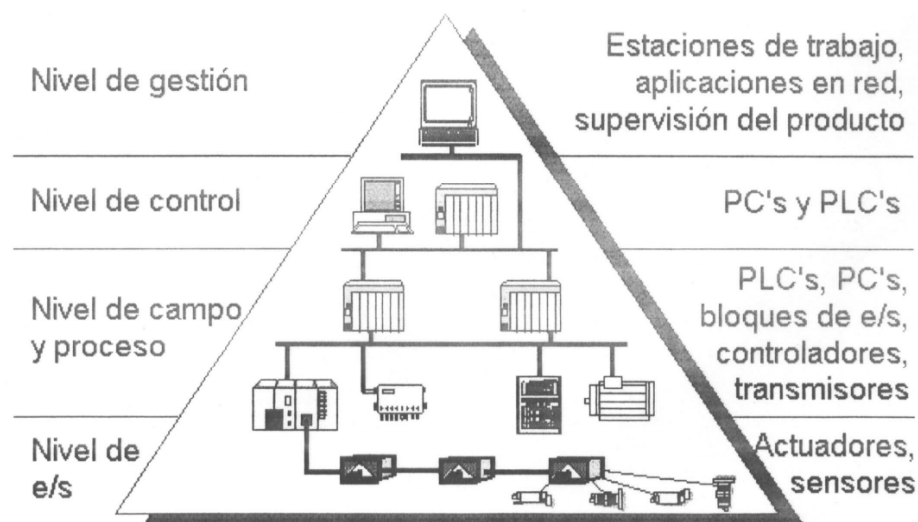 Nivel de gestión
Estaciones de trabajo,
aplicaciones en red,
supervisión del producto
Nivel de control
PC's y PLC's
Nivel de campo
y proceso
PLC's, PC's,
bloques de e/s,
controladores,
transmisores
Nivel de
e/s
Actuadores,
sensores